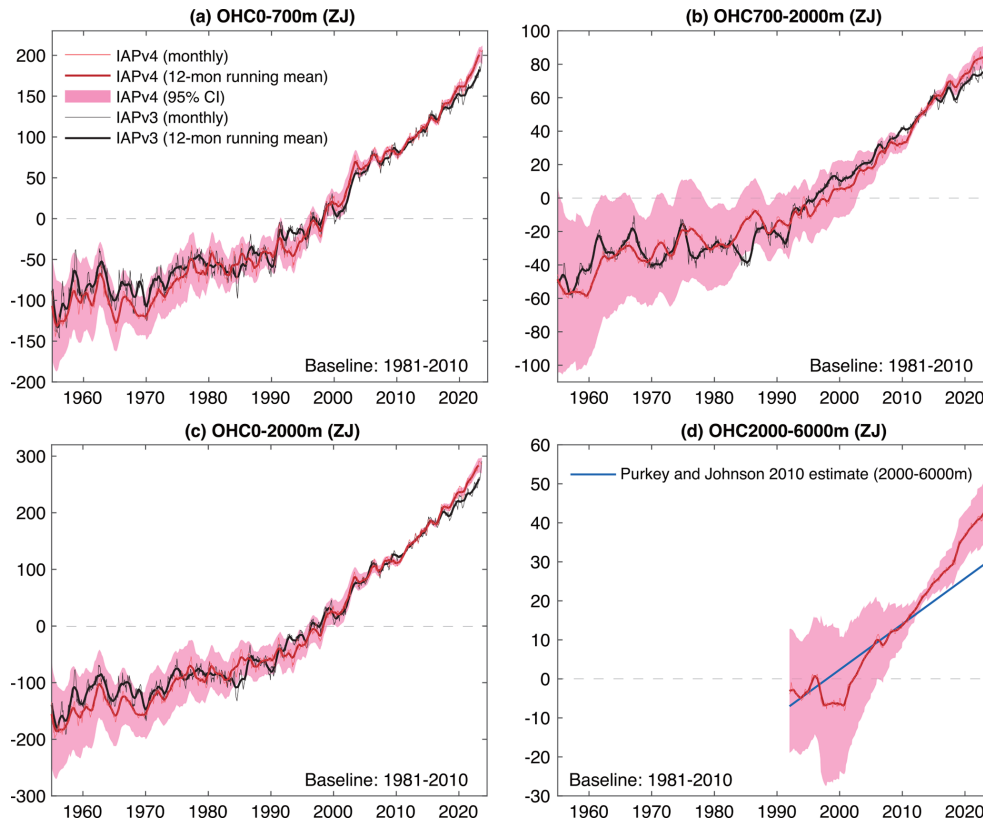 (a) OHC0-700m (ZJ)
200
150
100
50
0
-50
-100
-150
-200
IAPv4 (monthly)
IAPv4 (12-mon running mean)
IAPv4 (95% CI)
IAPv3 (monthly)
IAPv3 (12-mon running mean)
Baseline: 1981-2010
1960 1970 1980 1990 2000 2010 2020
(b) OHC700-2000m (ZJ)
100
80
60
40
20
0
-20
-40
-60
-80
-100
Baseline: 1981-2010
1960 1970 1980 1990 2000 2010 2020
(c) OHC0-2000m (ZJ)
300
200
100
0
-100
-200
-300
Baseline: 1981-2010
1960 1970 1980 1990 2000 2010 2020
(d) OHC2000-6000m (ZJ)
60
50
40
30
20
10
0
-10
-20
-30
Purkey and Johnson 2010 estimate (2000-6000m)
Baseline: 1981-2010
1960 1970 1980 1990 2000 2010 2020